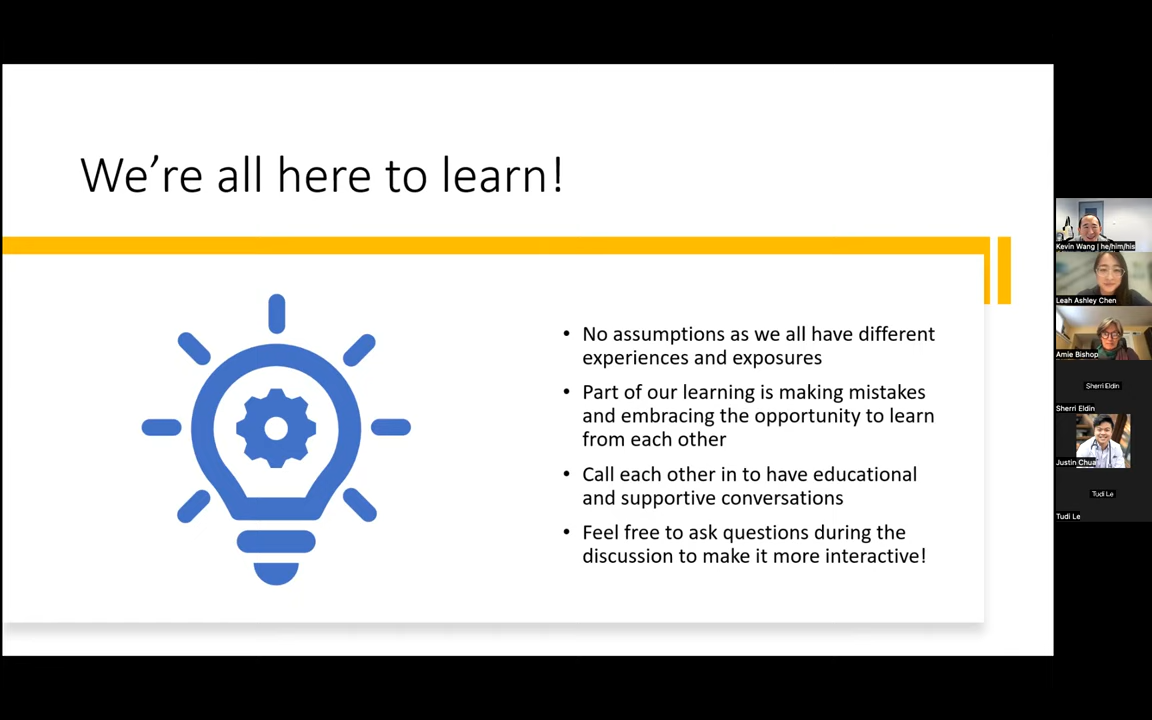 We're all here to learn!
• No assumptions as we all have different
experiences and exposures
• Part of our learning is making mistakes
and embracing the opportunity to learn
from each other
• Call each other in to have educational
and supportive conversations
• Feel free to ask questions during the
discussion to make it more interactive!
Kevin Wang | he/him/his
Leah Ashley Chen
Amie Bishop
Sherri Eldin
Sherri Eldin
Justin Chua
Tudi Le
Tudi Le